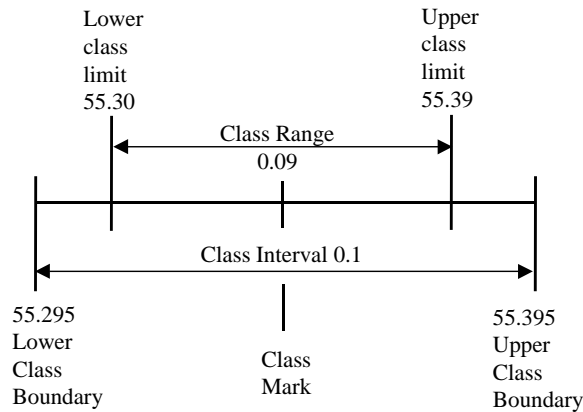 Lower
class
limit
55.30
Upper
class
limit
55.39
Class Range
0.09
Class Interval 0.1
55.295
Lower
Class
Boundary
Class
Mark
55.395
Upper
Class
Boundary